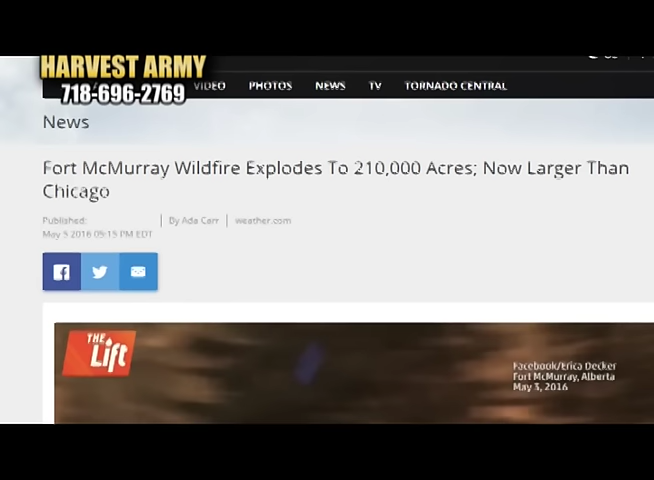 HARVEST ARMY
718-696-2769
VIDEO PHOTOS NEWS TV TORNADO CENTRAL
News
Fort McMurray Wildfire Explodes To 210,000 Acres; Now Larger Than
Chicago
Published: | By Ada Carr | weather.com
May 5 2016 05:15 PM EDT
THE
Lift
Facebook/Erica Decker
Fort McMurray, Alberta
May 3, 2016